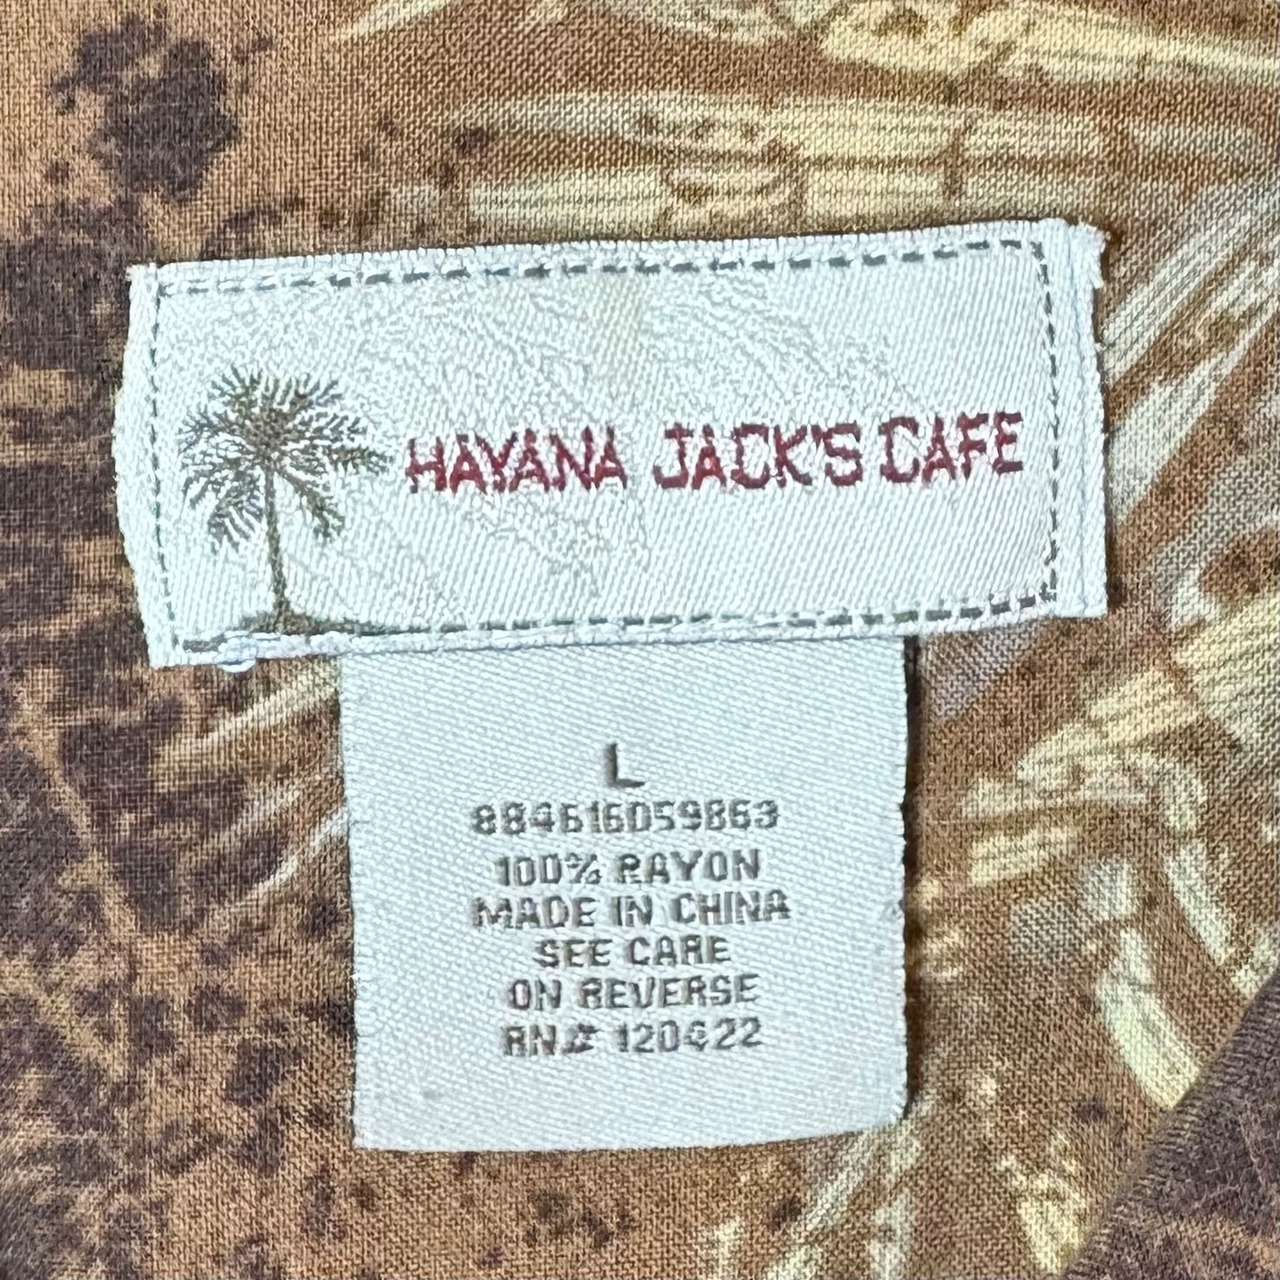 HAVANA JACK'S CAFE
L
884616059863
100% RAYON
MADE IN CHINA
SEE CARE
ON REVERSE
RN# 120422